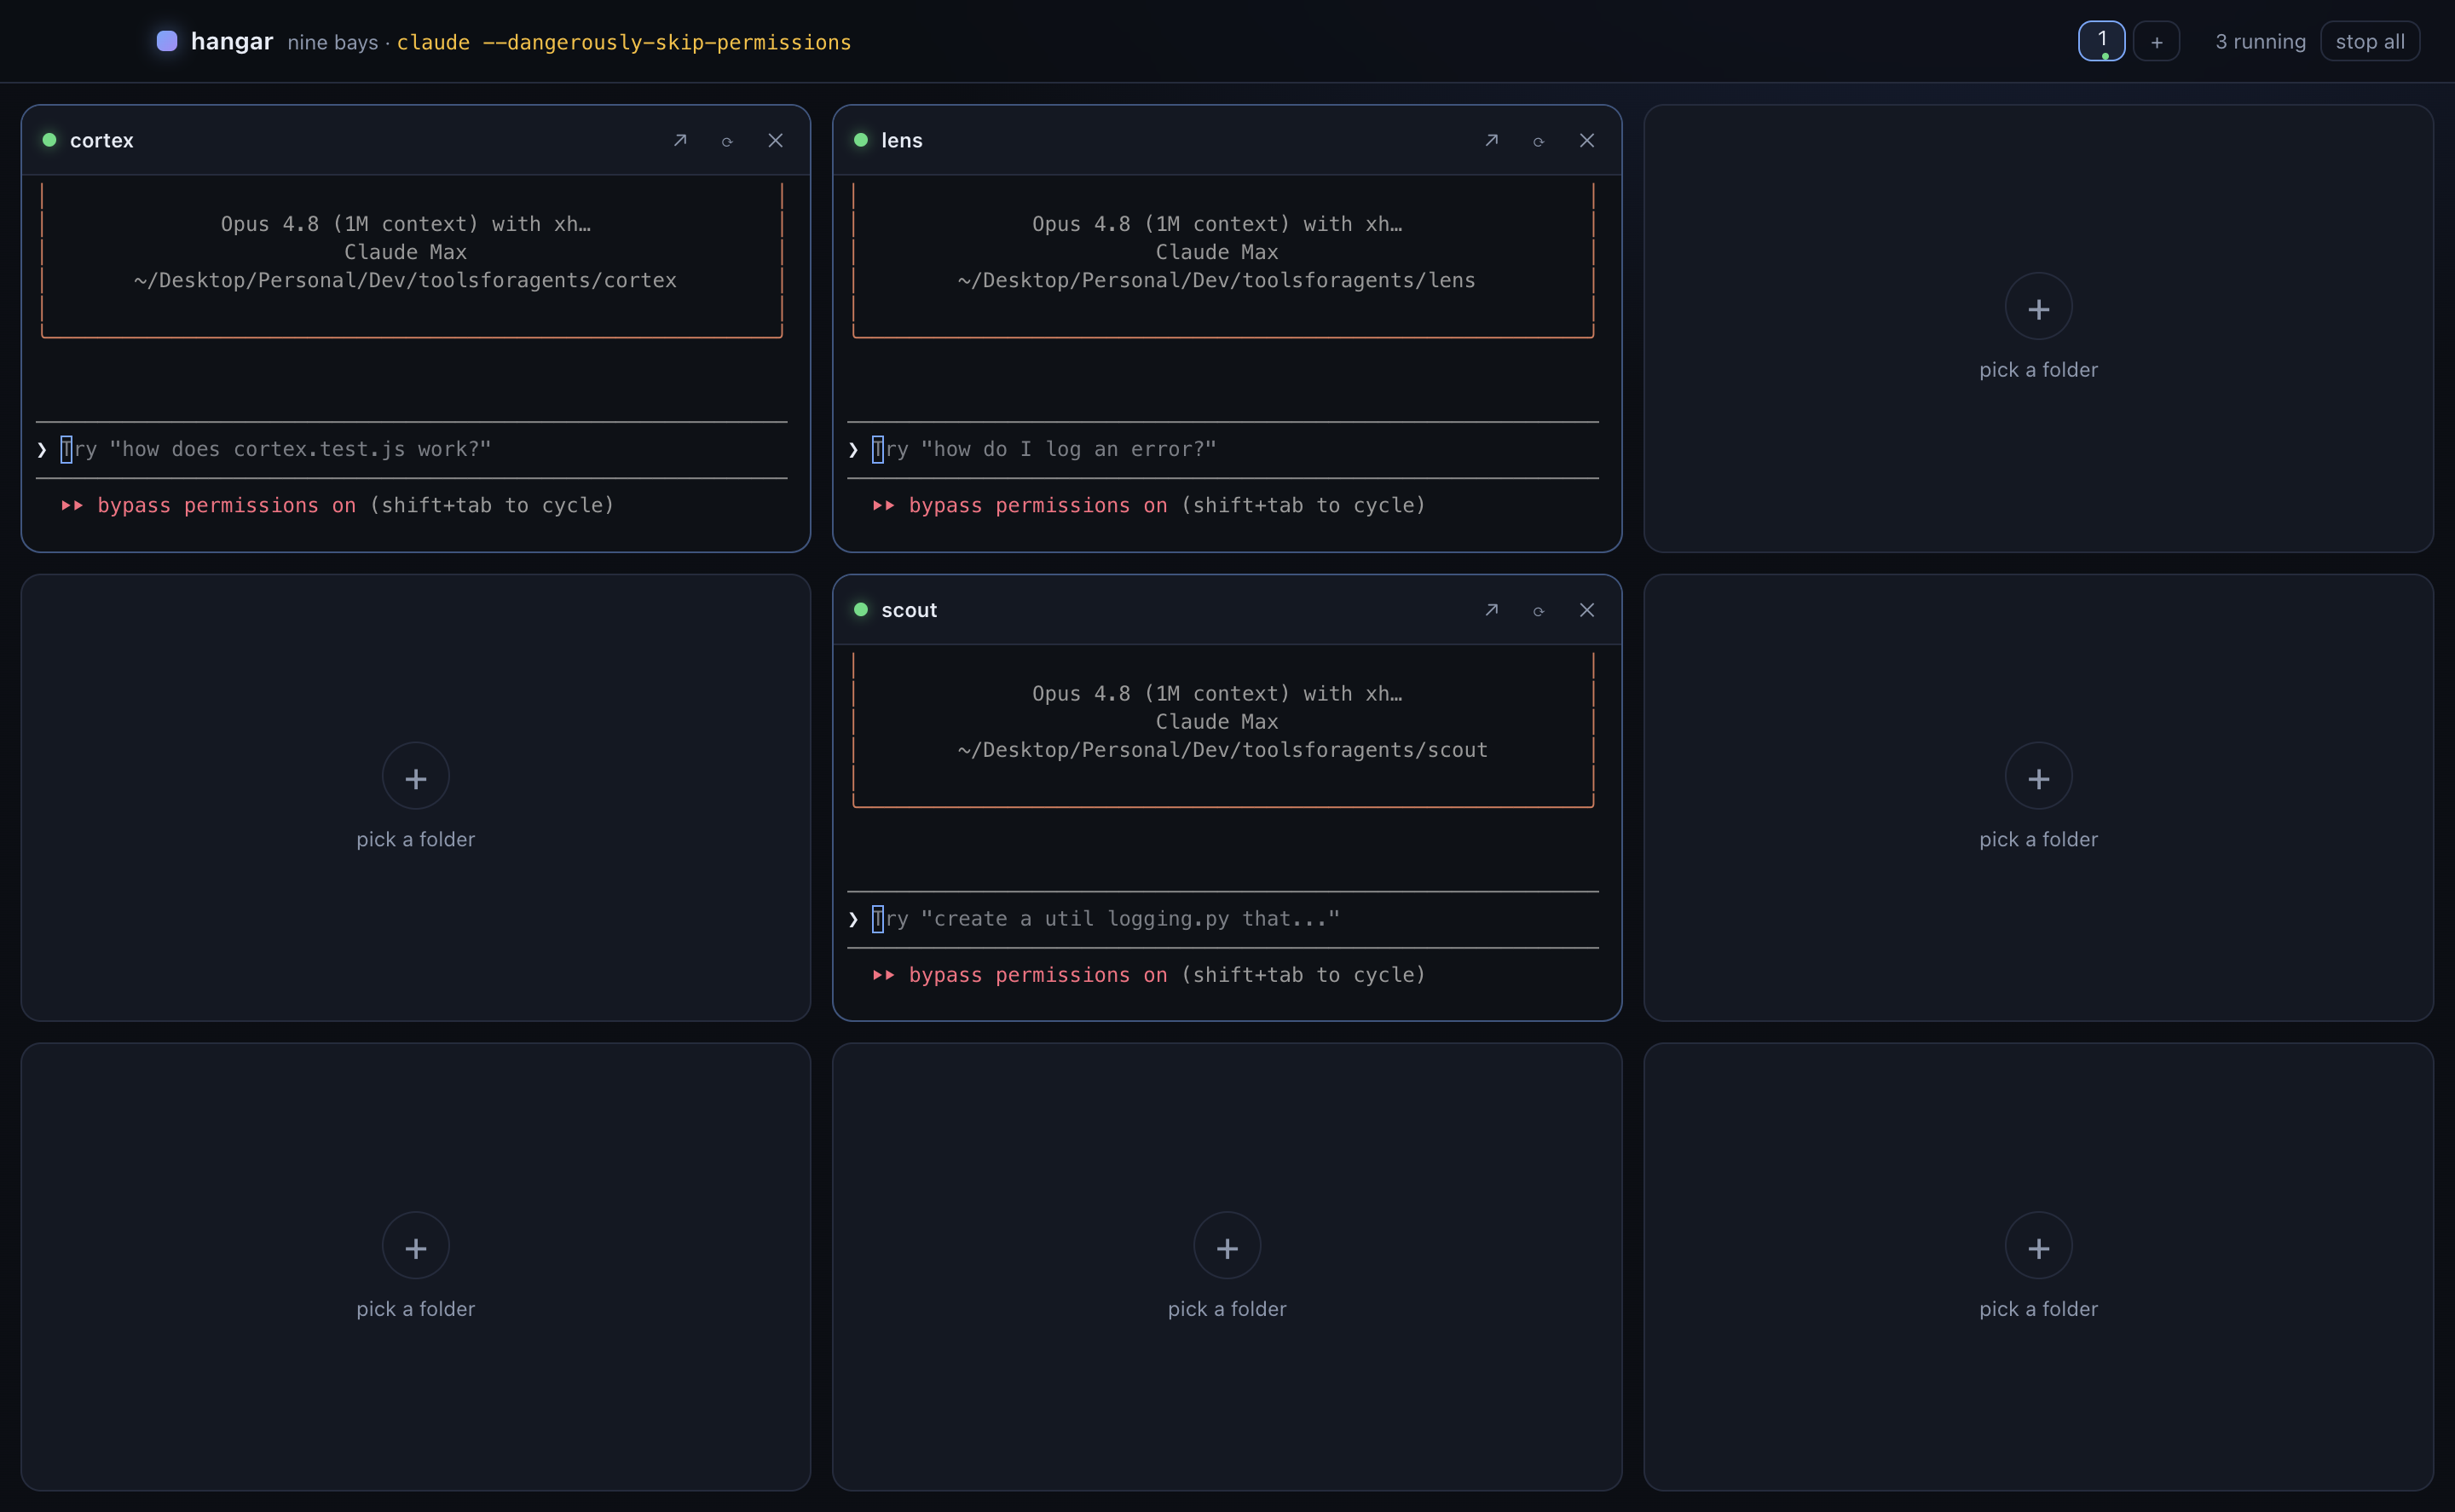 hangar nine bays · claude --dangerously-skip-permissions
1 + 3 running stop all
cortex
Opus 4.8 (1M context) with xh…
Claude Max
~/Desktop/Personal/Dev/toolsforagents/cortex
❯ Try "how does cortex.test.js work?"
⏵⏵ bypass permissions on (shift+tab to cycle)
lens
Opus 4.8 (1M context) with xh…
Claude Max
~/Desktop/Personal/Dev/toolsforagents/lens
❯ Try "how do I log an error?"
⏵⏵ bypass permissions on (shift+tab to cycle)
+
pick a folder
+
pick a folder
scout
Opus 4.8 (1M context) with xh…
Claude Max
~/Desktop/Personal/Dev/toolsforagents/scout
❯ Try "create a util logging.py that..."
⏵⏵ bypass permissions on (shift+tab to cycle)
+
pick a folder
+
pick a folder
+
pick a folder
+
pick a folder